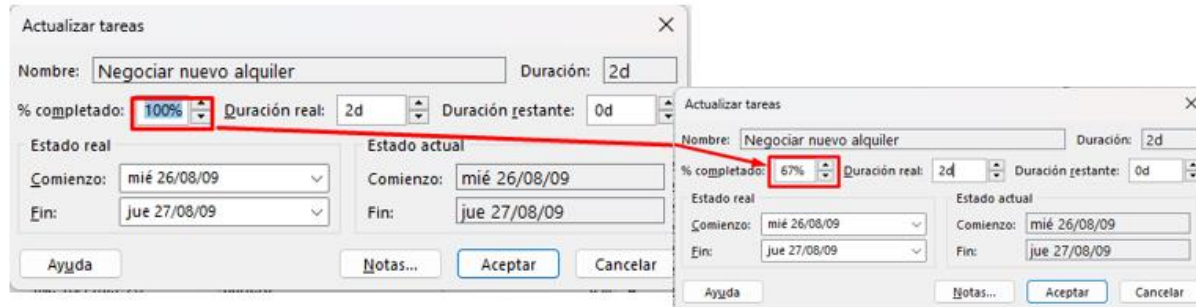 Actualizar tareas
Nombre: Negociar nuevo alquiler Duración: 2d
% completado: 100% Duración real: 2d Duración restante: 0d
Estado real Estado actual
Comienzo: mié 26/08/09 Comienzo: mié 26/08/09
Fin: jue 27/08/09 Fin: jue 27/08/09
Ayuda Notas... Aceptar Cancelar
Actualizar tareas
Nombre: Negociar nuevo alquiler Duración: 2d
% completado: 67% Duración real: 2d Duración restante: 0d
Estado real Estado actual
Comienzo: mié 26/08/09 Comienzo: mié 26/08/09
Fin: jue 27/08/09 Fin: jue 27/08/09
Ayuda Notas... Aceptar Cancelar